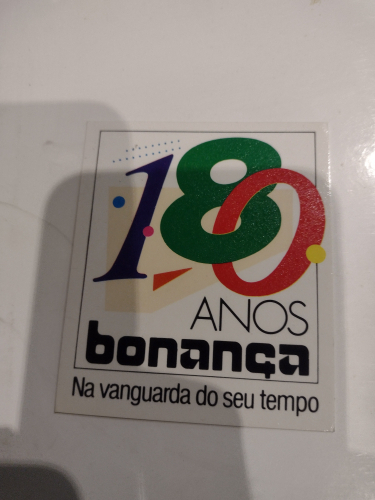 180
ANOS
bonança
Na vanguarda do seu tempo